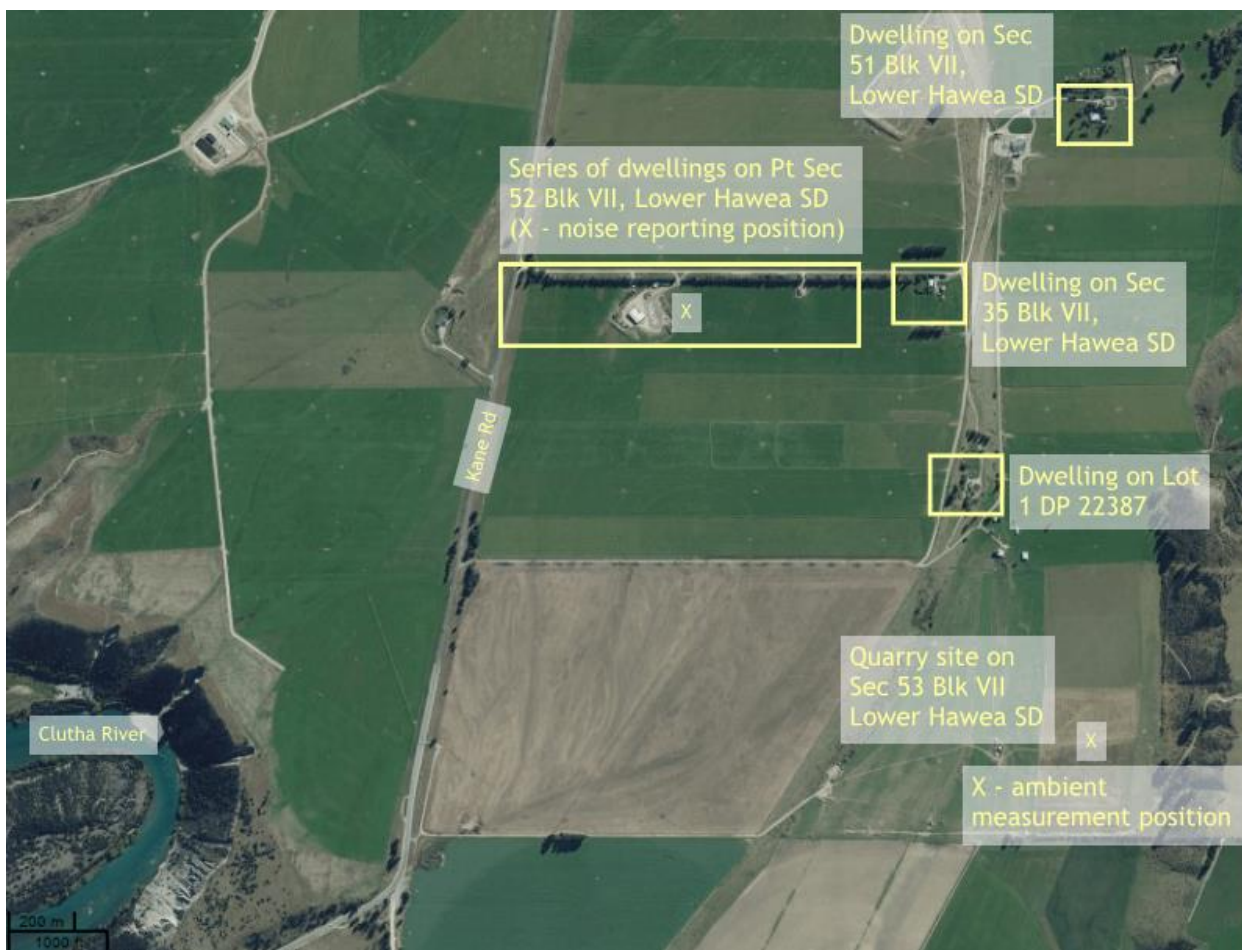 Dwelling on Sec
51 Blk VII,
Lower Hawea SD
Series of dwellings on Pt Sec
52 Blk VII, Lower Hawea SD
(X - noise reporting position)
X
Dwelling on Sec
35 Blk VII,
Lower Hawea SD
Kane Rd
Dwelling on Lot
1 DP 22387
Quarry site on
Sec 53 Blk VII
Lower Hawea SD
Clutha River
X
X - ambient
measurement position
200 m
1000 ft